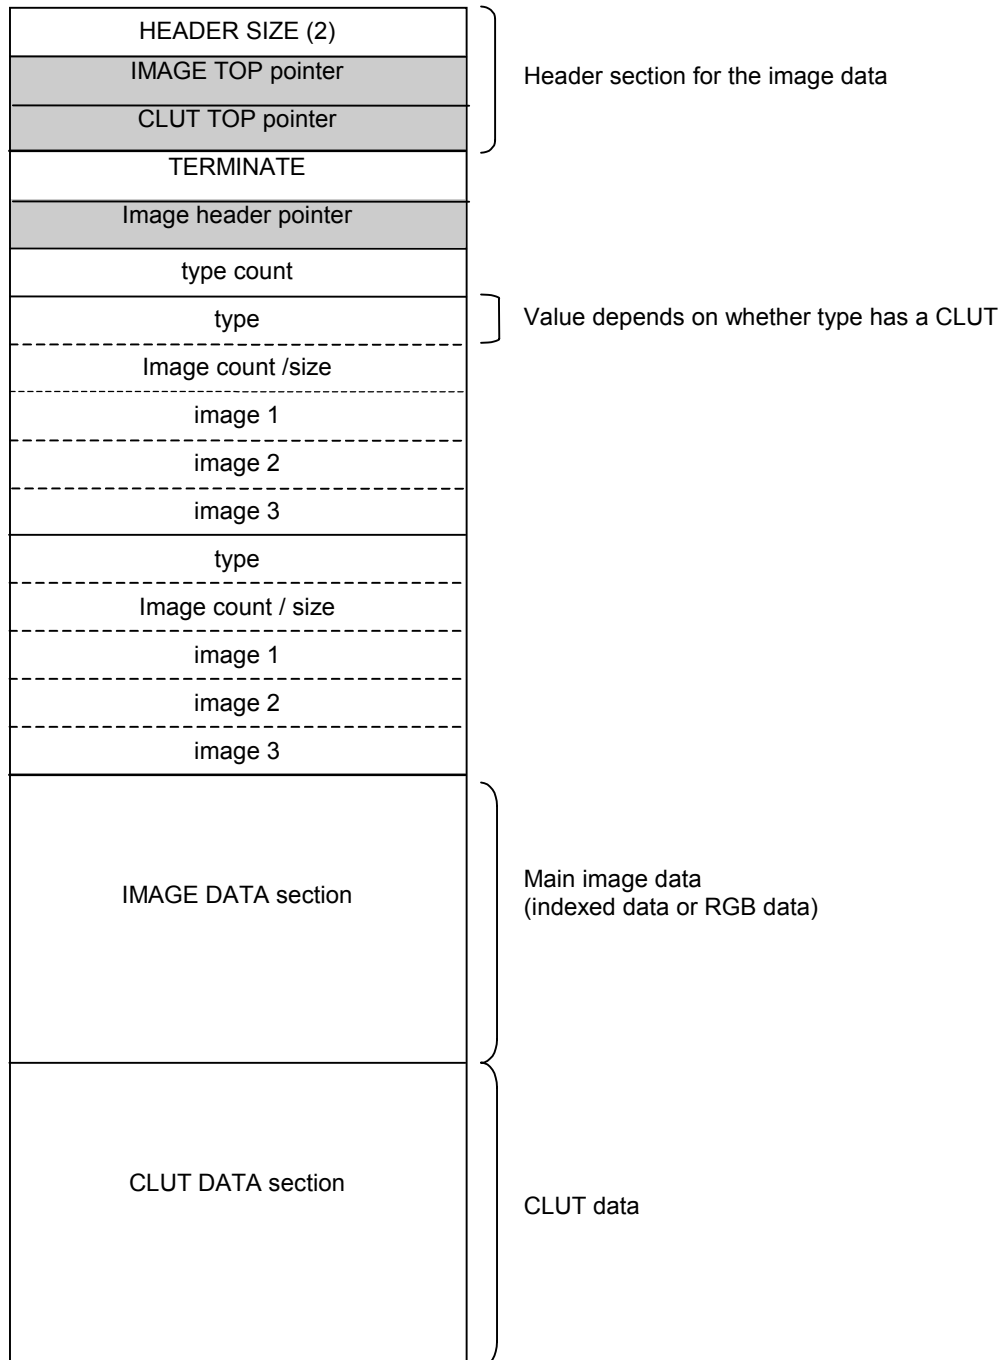 HEADER SIZE (2)
IMAGE TOP pointer
Header section for the image data
CLUT TOP pointer
TERMINATE
Image header pointer
type count
type
Value depends on whether type has a CLUT
Image count /size
image 1
image 2
image 3
type
Image count / size
image 1
image 2
image 3
IMAGE DATA section
Main image data
(indexed data or RGB data)
CLUT DATA section
CLUT data